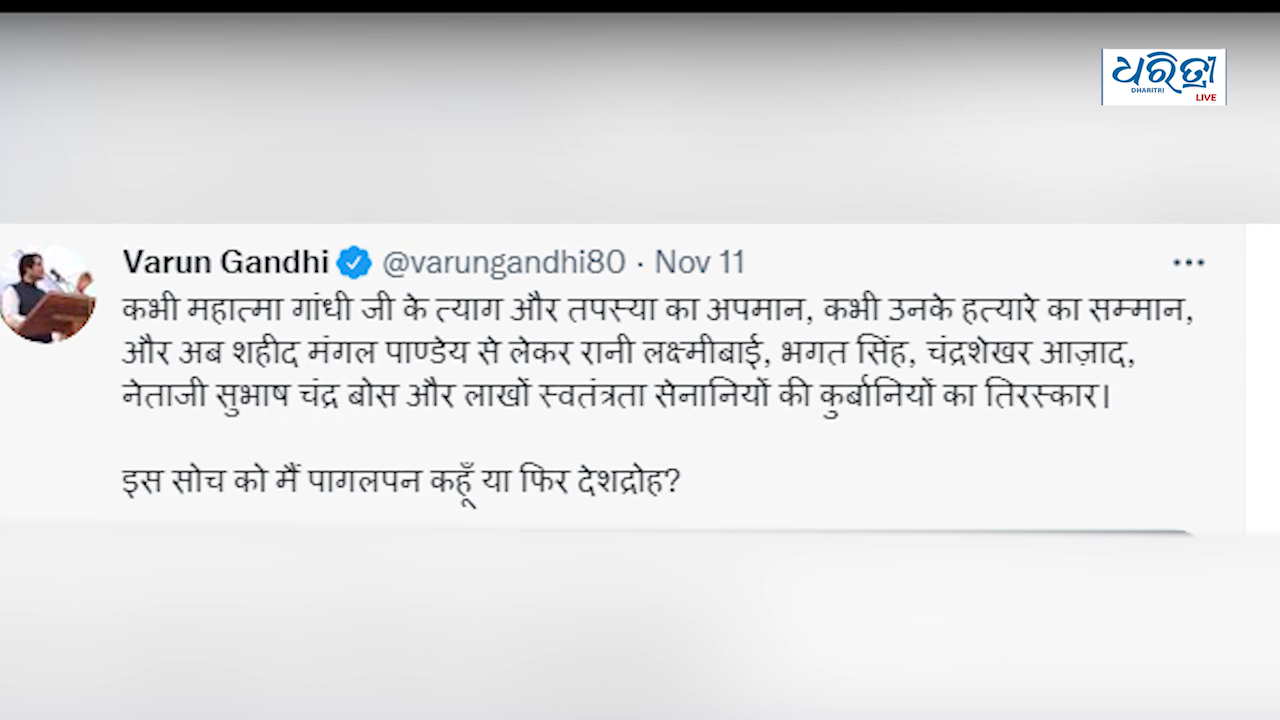 ଧରିତ୍ରୀ
DHARITRI
LIVE
Varun Gandhi @varungandhi80 · Nov 11
कभी महात्मा गांधी जी के त्याग और तपस्या का अपमान, कभी उनके हत्यारे का सम्मान,
और अब शहीद मंगल पाण्डेय से लेकर रानी लक्ष्मीबाई, भगत सिंह, चंद्रशेखर आज़ाद,
नेताजी सुभाष चंद्र बोस और लाखों स्वतंत्रता सेनानियों की कुर्बानियों का तिरस्कार।
इस सोच को मैं पागलपन कहूँ या फिर देशद्रोह?